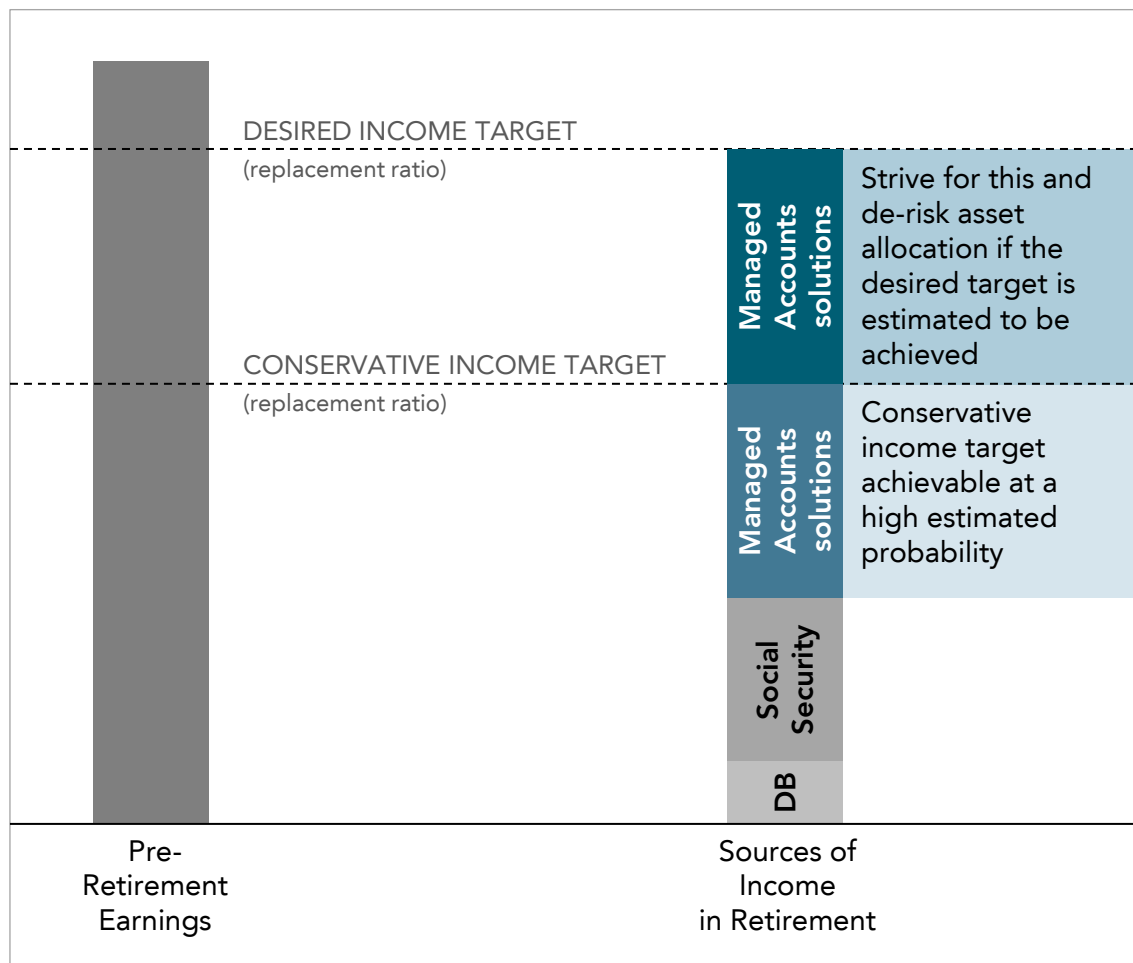 DESIRED INCOME TARGET
(replacement ratio)
Managed
Accounts
solutions
Strive for this and
de-risk asset
allocation if the
desired target is
estimated to be
achieved
CONSERVATIVE INCOME TARGET
(replacement ratio)
Managed
Accounts
solutions
Conservative
income target
achievable at a
high estimated
probability
Social
Security
DB
Pre-
Retirement
Earnings
Sources of
Income
in Retirement